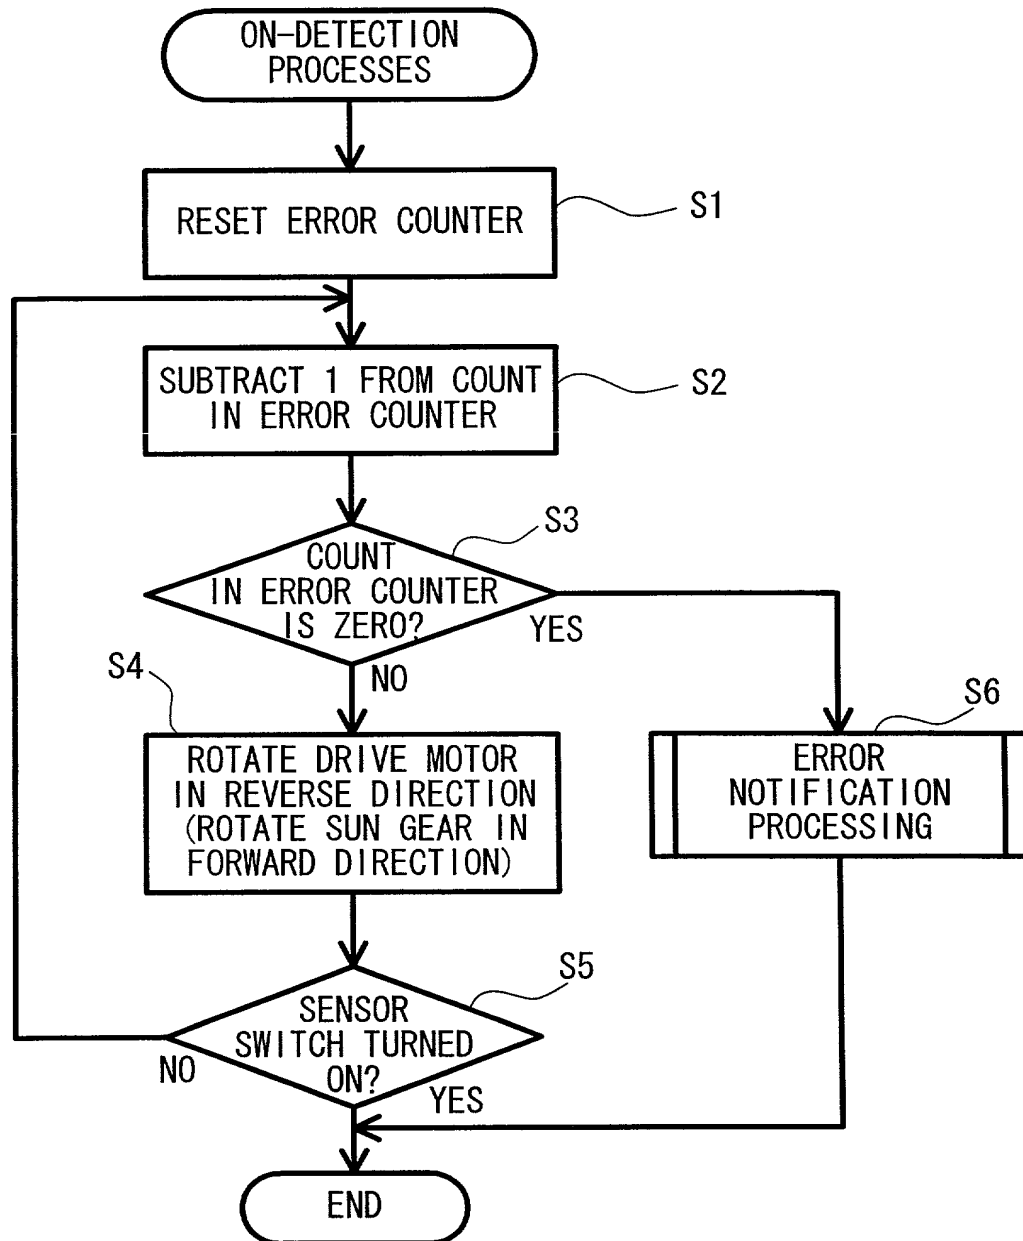 ON-DETECTION
PROCESSES
RESET ERROR COUNTER
S1
SUBTRACT 1 FROM COUNT
IN ERROR COUNTER
S2
S3
COUNT
IN ERROR COUNTER
IS ZERO?
YES
NO
S4
ROTATE DRIVE MOTOR
IN REVERSE DIRECTION
(ROTATE SUN GEAR IN
FORWARD DIRECTION)
S6
ERROR
NOTIFICATION
PROCESSING
S5
SENSOR
SWITCH TURNED
ON?
NO
YES
END